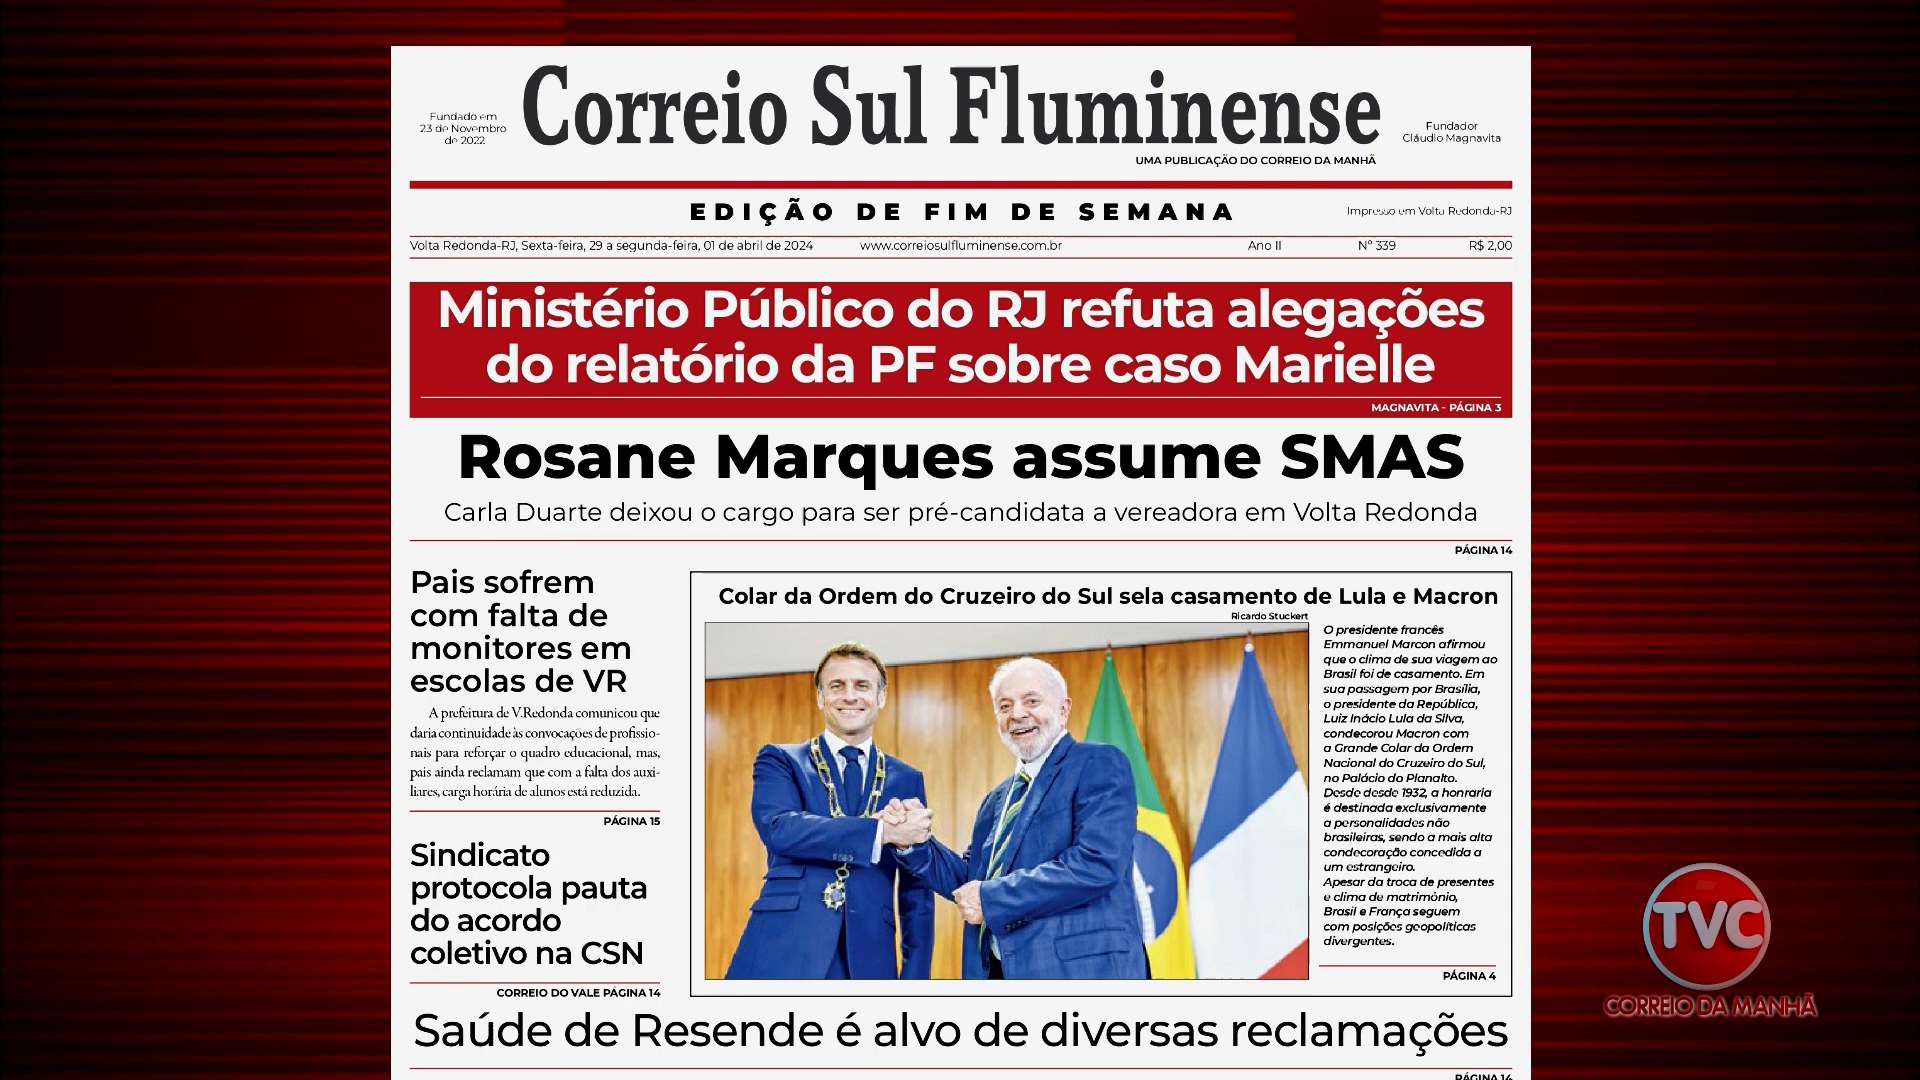 Fundado em
23 de Novembro
de 2022
Correio Sul Fluminense
Fundador
Cláudio Magnavita
UMA PUBLICAÇÃO DO CORREIO DA MANHÃ
EDIÇÃO DE FIM DE SEMANA
Impresso em Volta Redonda-RJ
Volta Redonda-RJ, Sexta-feira, 29 a segunda-feira, 01 de abril de 2024 www.correiosulfluminense.com.br Ano II Nº 339 R$ 2,00
Ministério Público do RJ refuta alegações
do relatório da PF sobre caso Marielle
MAGNAVITA - PÁGINA 3
Rosane Marques assume SMAS
Carla Duarte deixou o cargo para ser pré-candidata a vereadora em Volta Redonda
PÁGINA 14
Pais sofrem
com falta de
monitores em
escolas de VR
A prefeitura de V.Redonda comunicou que
daria continuidade às convocações de profissio-
nais para reforçar o quadro educacional, mas,
pais ainda reclamam que com a falta dos auxi-
liares, carga horária de alunos está reduzida.
PÁGINA 15
Sindicato
protocola pauta
do acordo
coletivo na CSN
CORREIO DO VALE PÁGINA 14
Colar da Ordem do Cruzeiro do Sul sela casamento de Lula e Macron
Ricardo Stuckert
O presidente francês
Emmanuel Marcon afirmou
que o clima de sua viagem ao
Brasil foi de casamento. Em
sua passagem por Brasília,
o presidente da República,
Luiz Inácio Lula da Silva,
condecorou Macron com
a Grande Colar da Ordem
Nacional do Cruzeiro do Sul,
no Palácio do Planalto.
Desde desde 1932, a honraria
é destinada exclusivamente
a personalidades não
brasileiras, sendo a mais alta
condecoração concedida a
um estrangeiro.
Apesar da troca de presentes
e clima de matrimônio,
Brasil e França seguem
com posições geopolíticas
divergentes.
PÁGINA 4
Saúde de Resende é alvo de diversas reclamações
PÁGINA 14
TVC
CORREIO DA MANHÃ